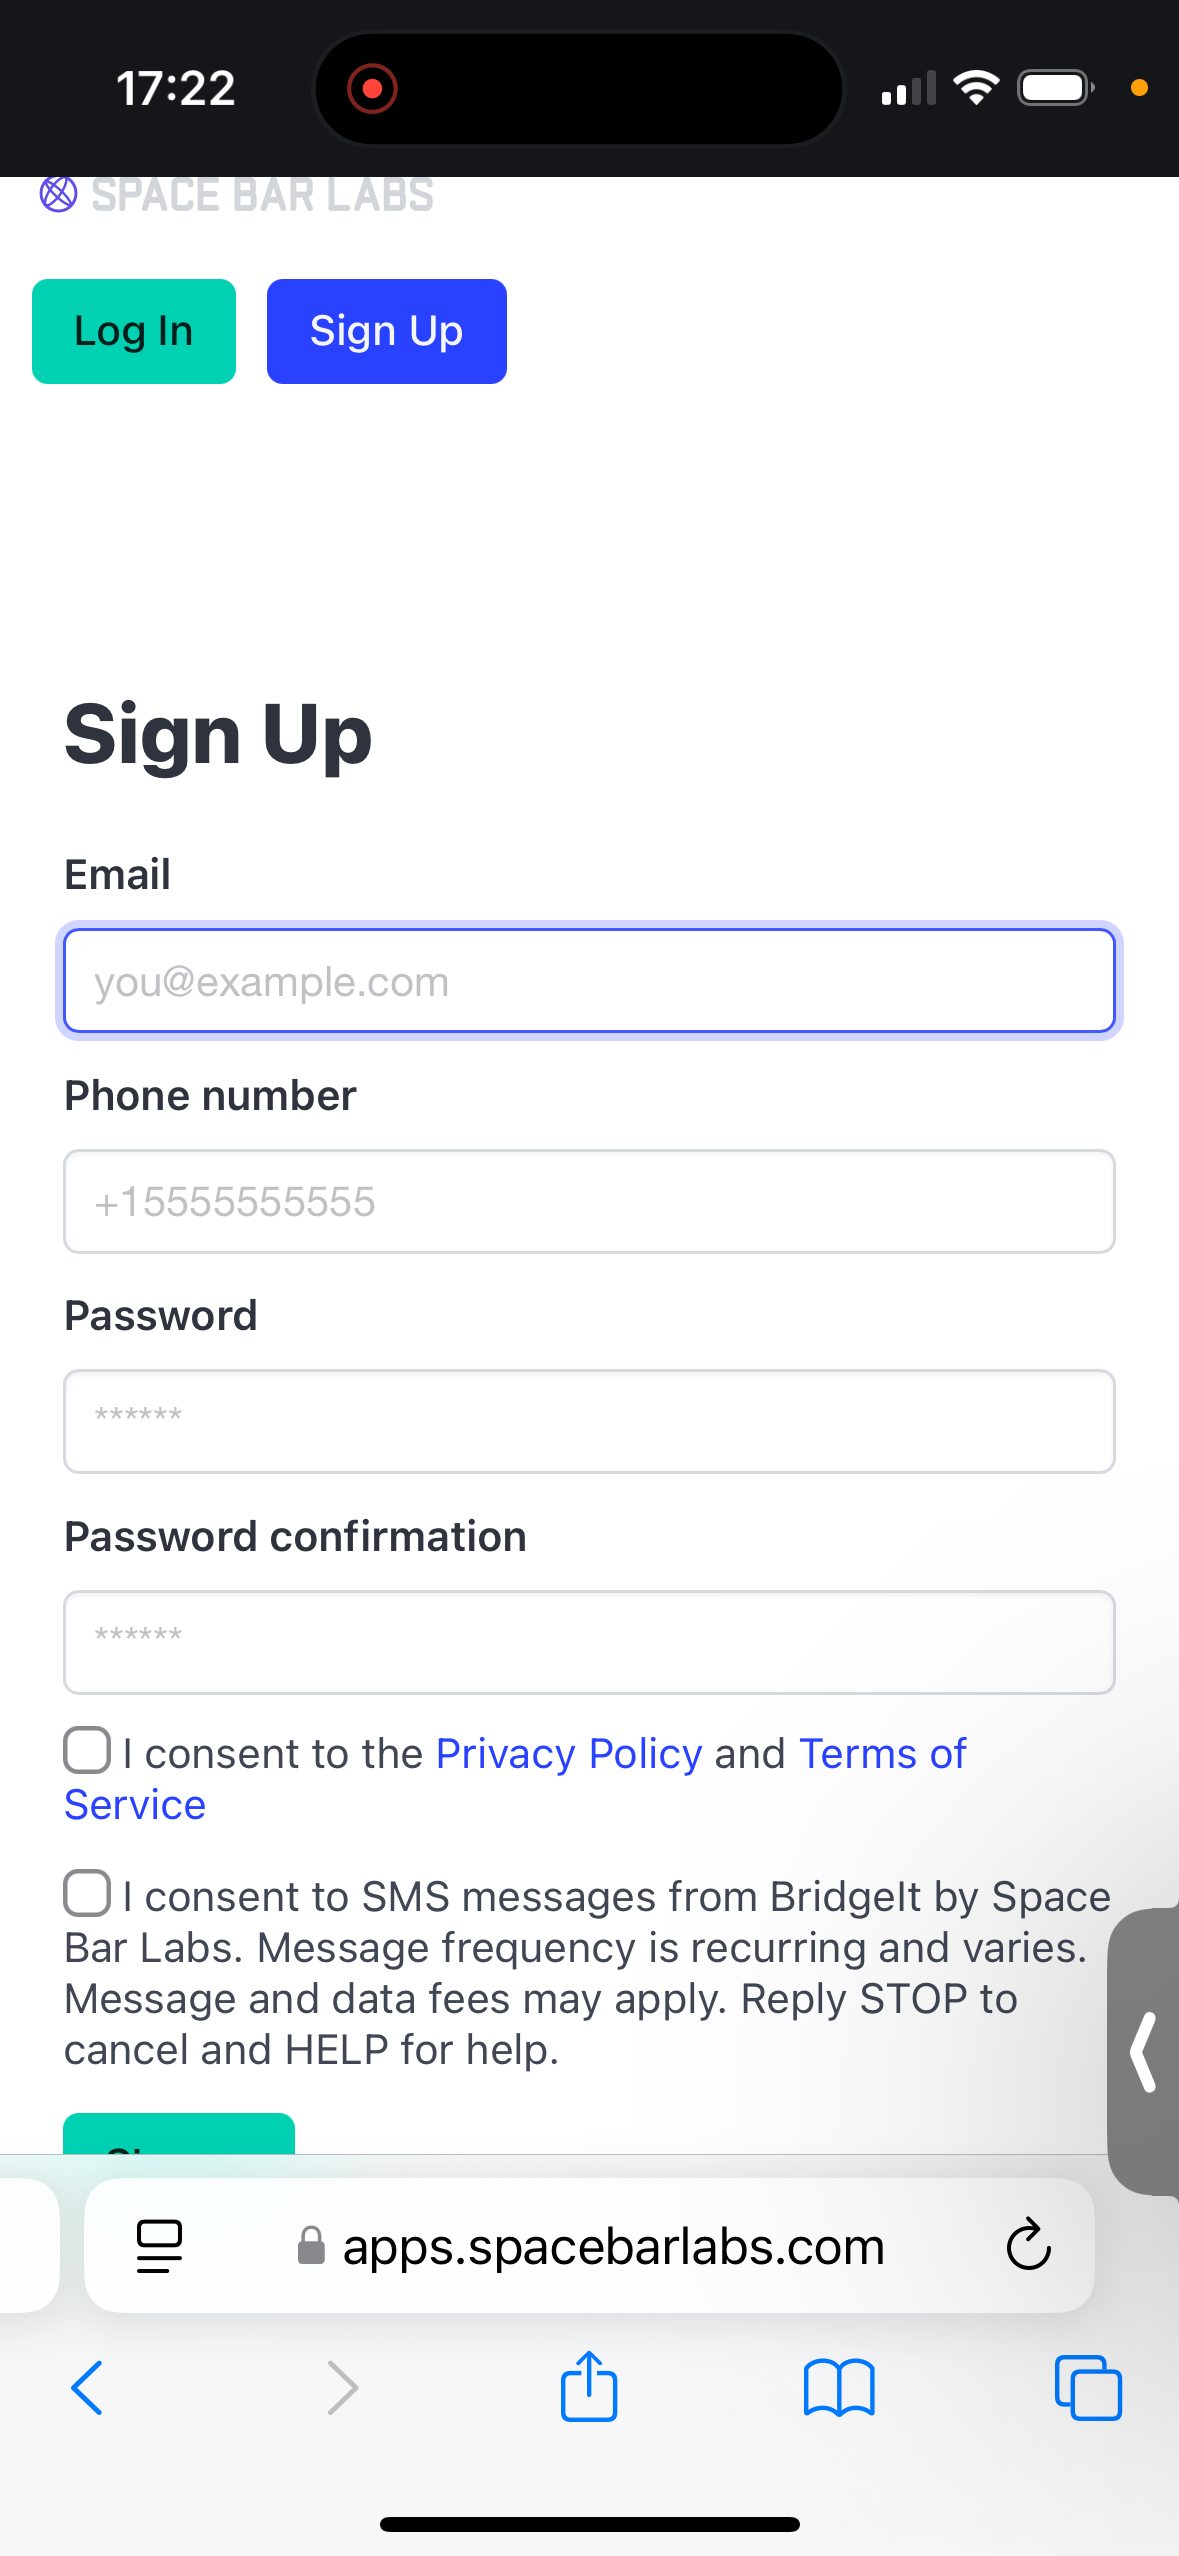 17:22
SPACE BAR LABS
Log In
Sign Up
Sign Up
Email
you@example.com
Phone number
+15555555555
Password
******
Password confirmation
******
I consent to the Privacy Policy and Terms of
Service
I consent to SMS messages from BridgeIt by Space
Bar Labs. Message frequency is recurring and varies.
Message and data fees may apply. Reply STOP to
cancel and HELP for help.
apps.spacebarlabs.com